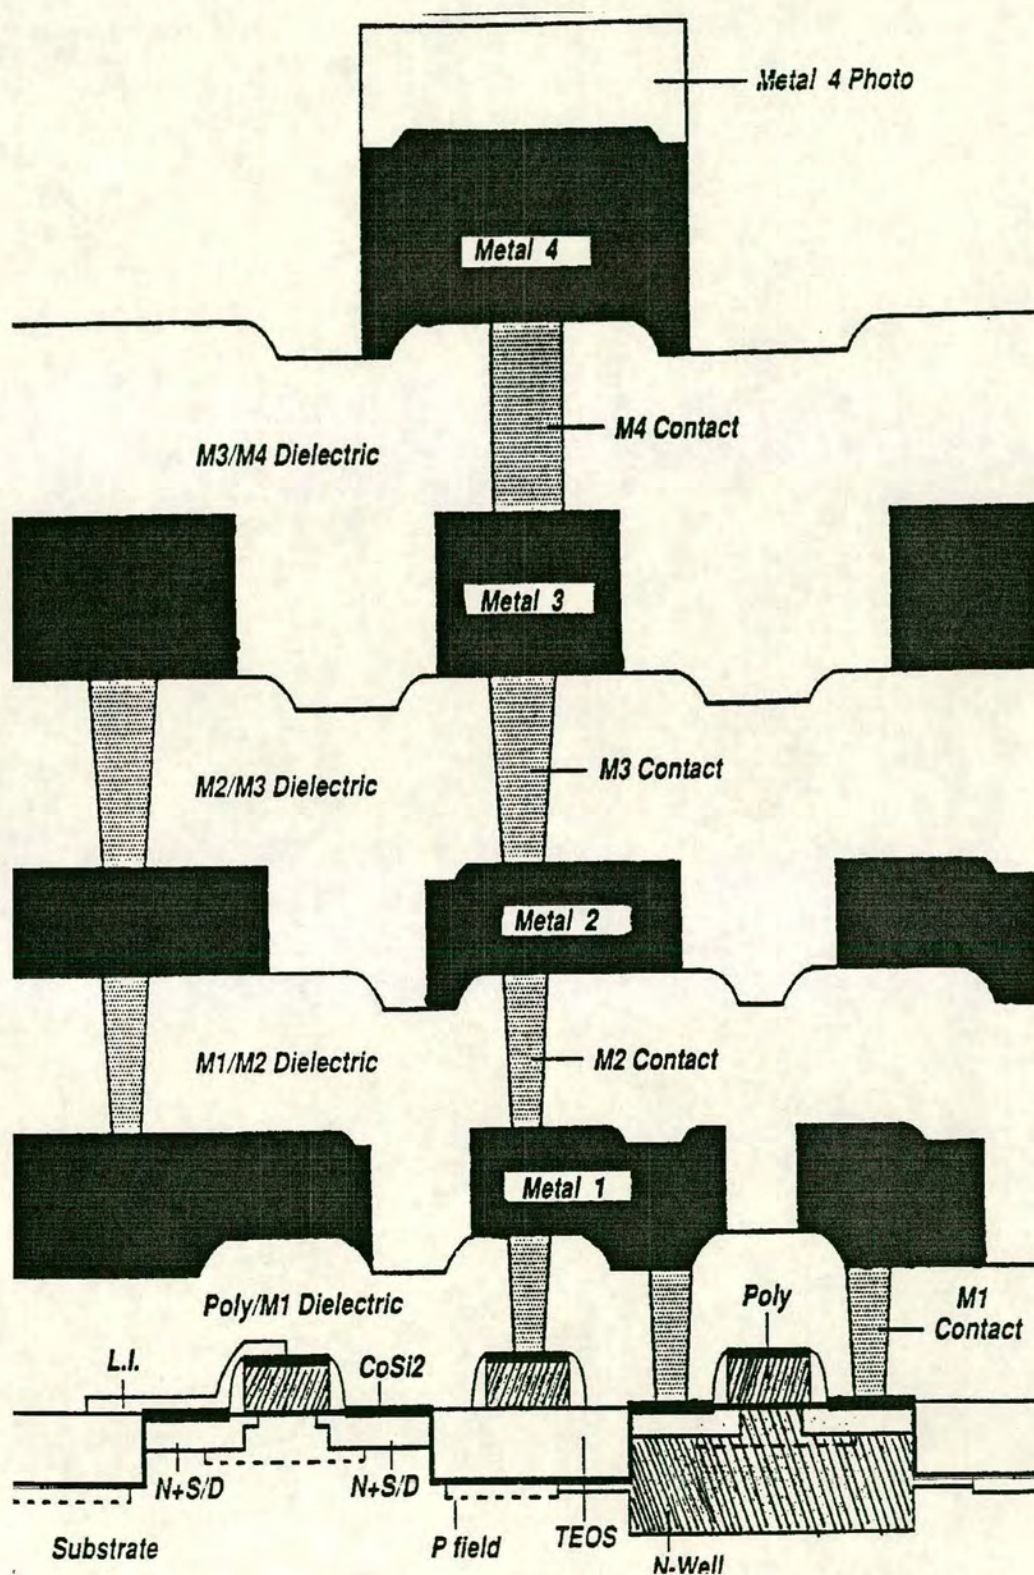 Metal 4 Photo
Metal 4
M4 Contact
M3/M4 Dielectric
Metal 3
M3 Contact
M2/M3 Dielectric
Metal 2
M2 Contact
M1/M2 Dielectric
Metal 1
Poly/M1 Dielectric
Poly
M1
Contact
L.I.
CoSi2
N+S/D
N+S/D
Substrate
P field
TEOS
N-Well